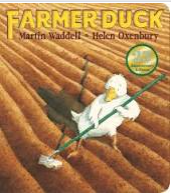 FARMER DUCK
Martin Waddell • Helen Oxenbury